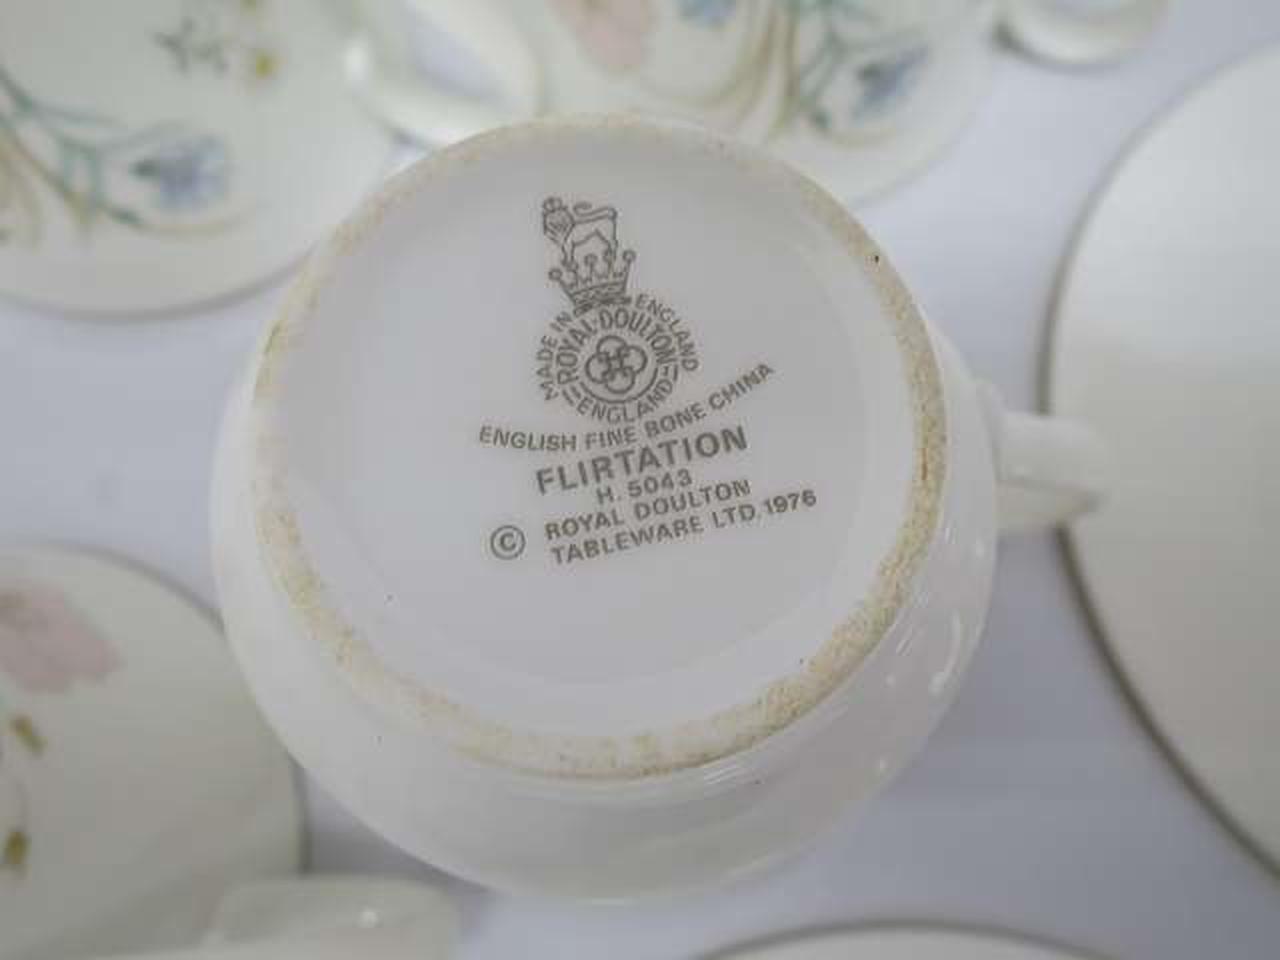 MADE IN ENGLAND
ROYAL DOULTON
ENGLAND
ENGLISH FINE BONE CHINA
FLIRTATION
H. 5043
© ROYAL DOULTON
TABLEWARE LTD. 1976